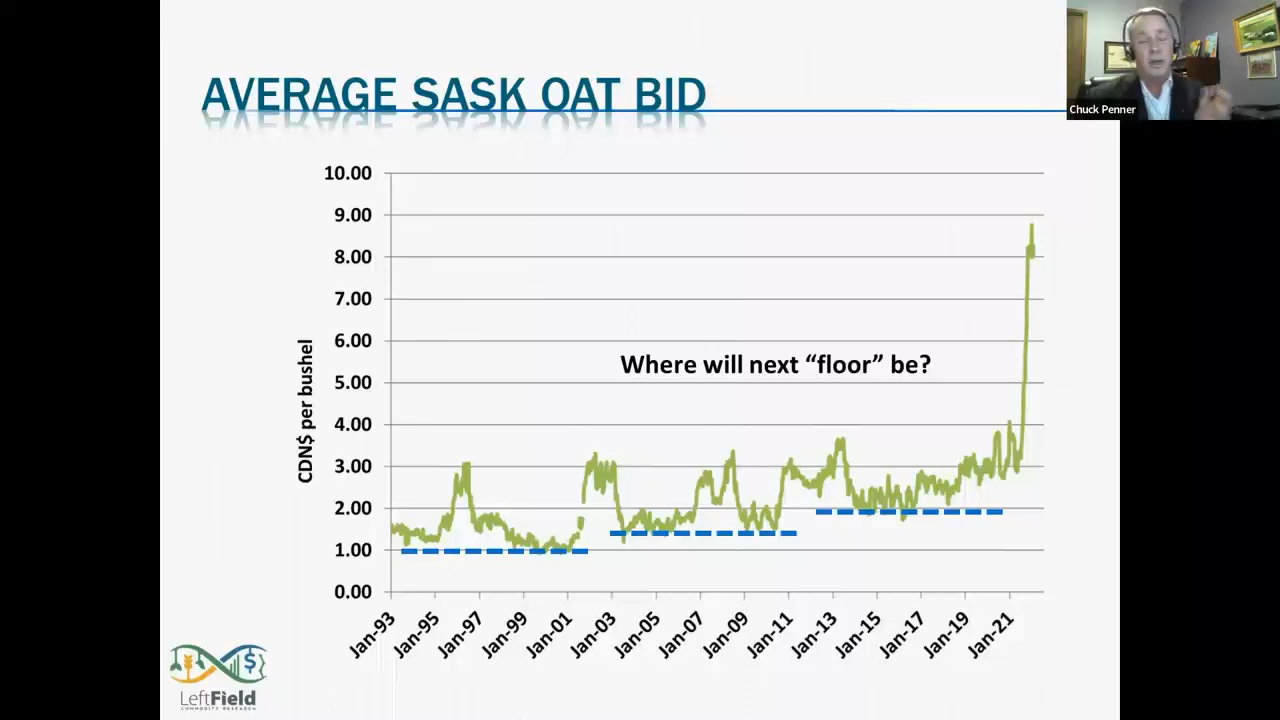 AVERAGE SASK OAT BID
Chuck Penner
10.00
9.00
8.00
7.00
6.00
5.00
4.00
3.00
2.00
1.00
0.00
CDN$ per bushel
Where will next “floor” be?
Jan-93
Jan-95
Jan-97
Jan-99
Jan-01
Jan-03
Jan-05
Jan-07
Jan-09
Jan-11
Jan-13
Jan-15
Jan-17
Jan-19
Jan-21
$
LeftField
COMMODITY RESEARCH